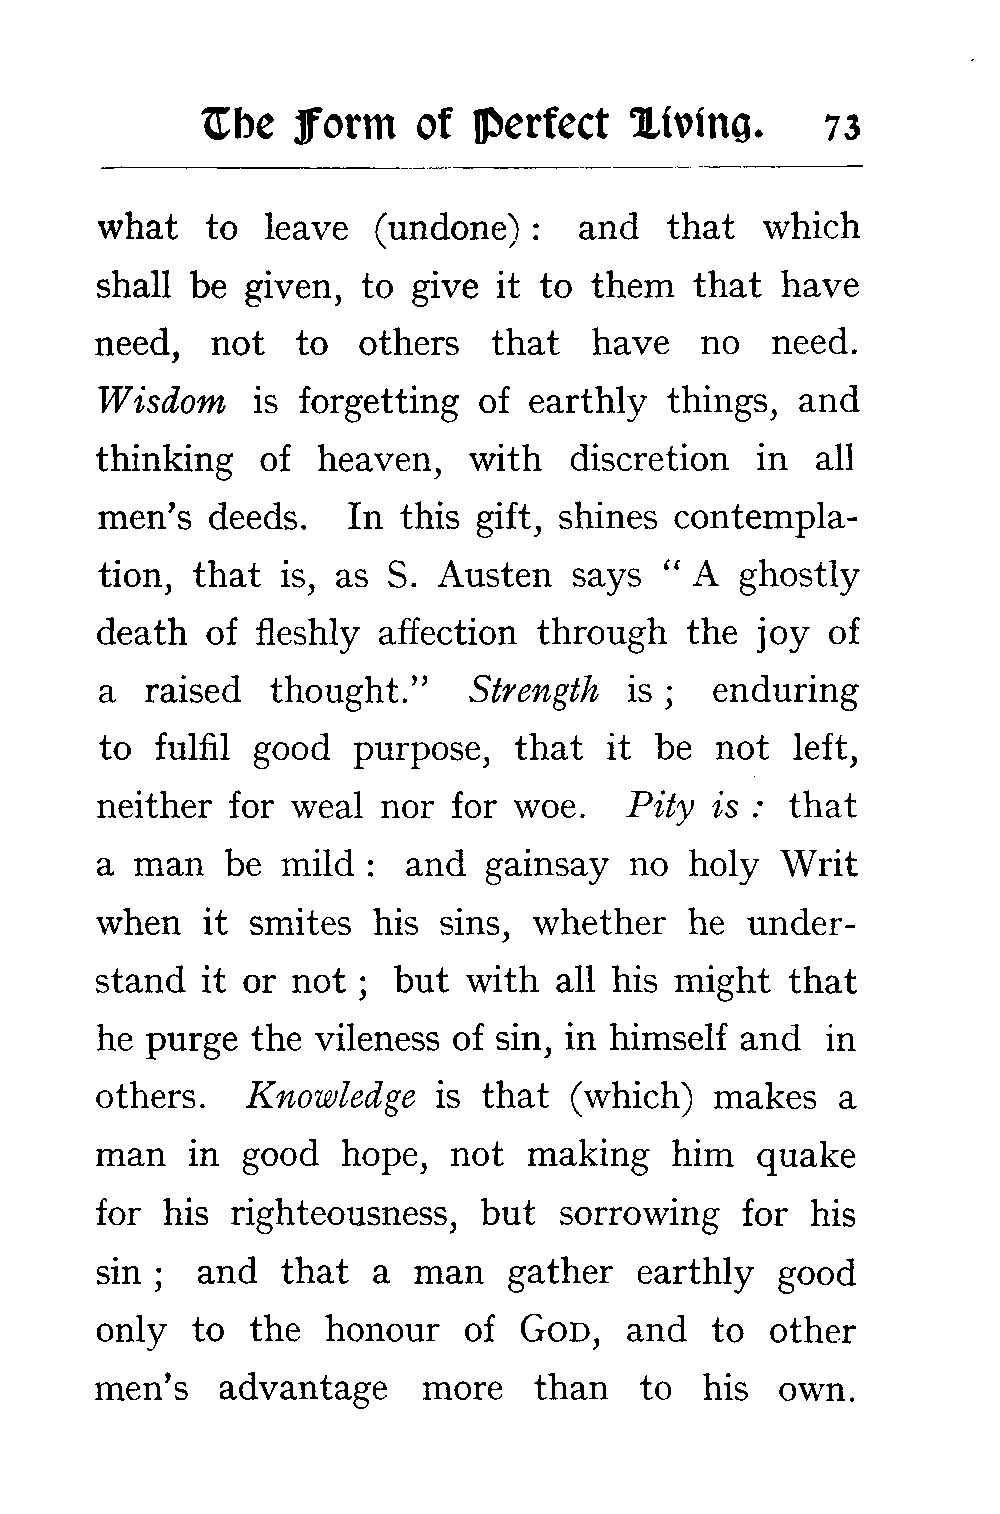 The Form of Perfect Living. 73
what to leave (undone) : and that which
shall be given, to give it to them that have
need, not to others that have no need.
Wisdom is forgetting of earthly things, and
thinking of heaven, with discretion in all
men's deeds. In this gift, shines contempla-
tion, that is, as S. Austen says “ A ghostly
death of fleshly affection through the joy of
a raised thought.” Strength is ; enduring
to fulfil good purpose, that it be not left,
neither for weal nor for woe. Pity is : that
a man be mild : and gainsay no holy Writ
when it smites his sins, whether he under-
stand it or not ; but with all his might that
he purge the vileness of sin, in himself and in
others. Knowledge is that (which) makes a
man in good hope, not making him quake
for his righteousness, but sorrowing for his
sin ; and that a man gather earthly good
only to the honour of GOD, and to other
men's advantage more than to his own.